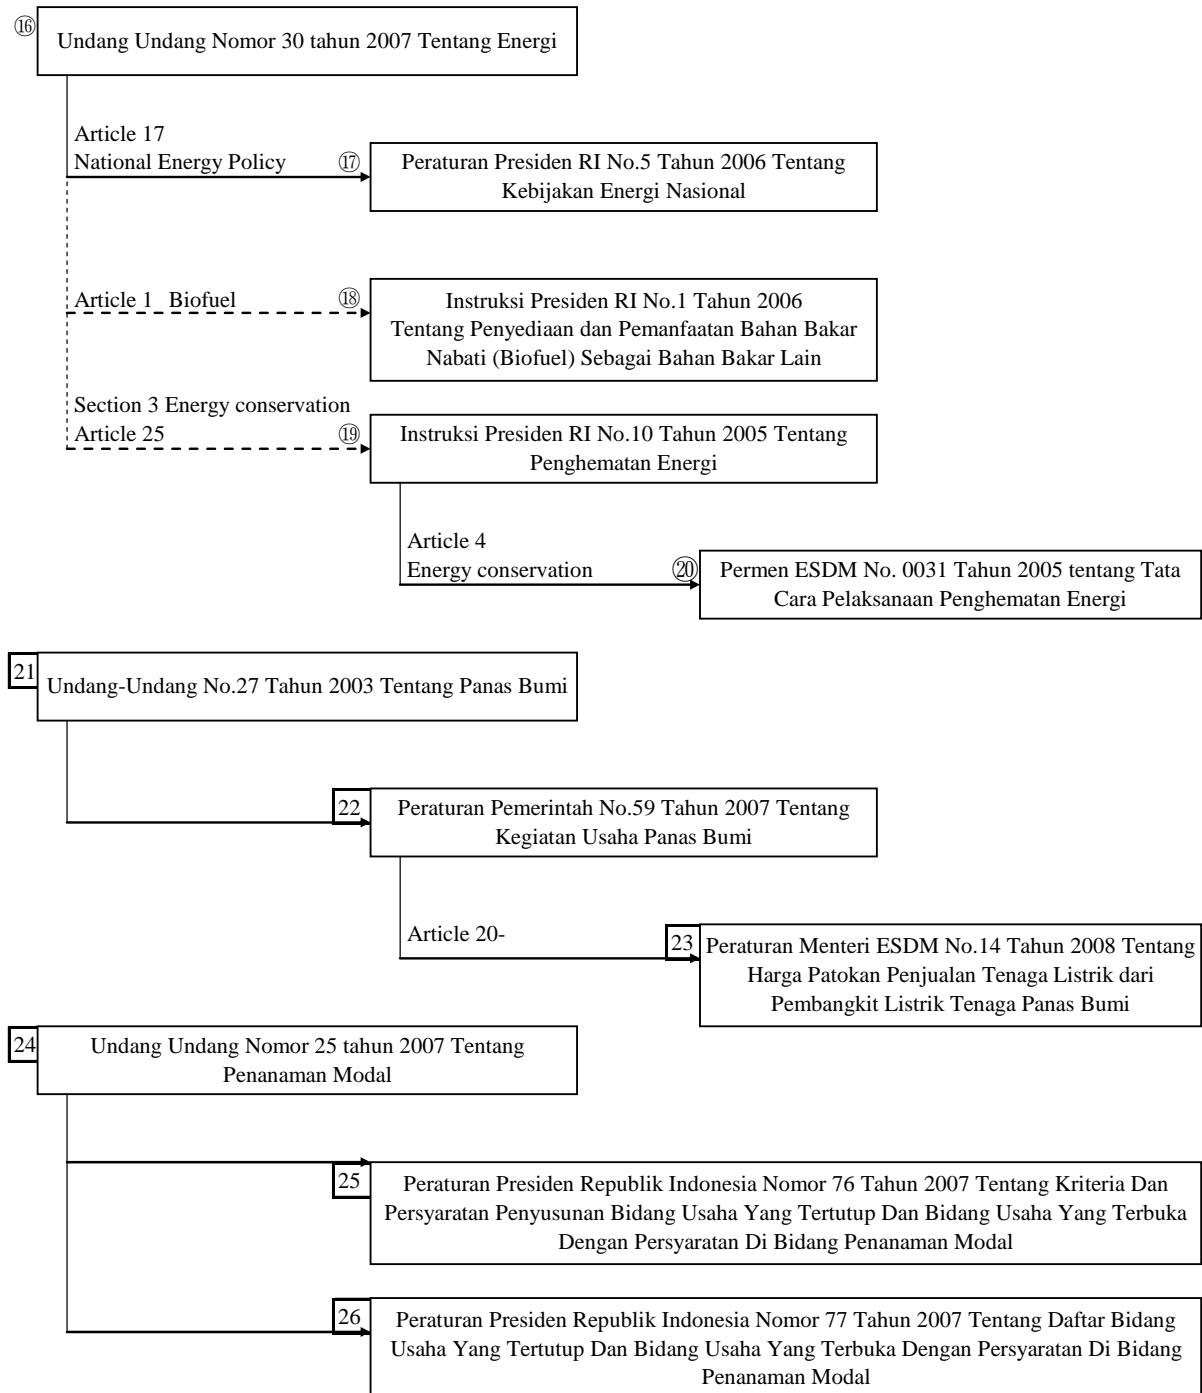 ⑯
Undang Undang Nomor 30 tahun 2007 Tentang Energi
Article 17
National Energy Policy
⑰
Peraturan Presiden RI No.5 Tahun 2006 Tentang
Kebijakan Energi Nasional
Article 1 Biofuel
⑱
Instruksi Presiden RI No.1 Tahun 2006
Tentang Penyediaan dan Pemanfaatan Bahan Bakar
Nabati (Biofuel) Sebagai Bahan Bakar Lain
Section 3 Energy conservation
Article 25
⑲
Instruksi Presiden RI No.10 Tahun 2005 Tentang
Penghematan Energi
Article 4
Energy conservation
⑳
Permen ESDM No. 0031 Tahun 2005 tentang Tata
Cara Pelaksanaan Penghematan Energi
21
Undang-Undang No.27 Tahun 2003 Tentang Panas Bumi
22
Peraturan Pemerintah No.59 Tahun 2007 Tentang
Kegiatan Usaha Panas Bumi
Article 20-
23
Peraturan Menteri ESDM No.14 Tahun 2008 Tentang
Harga Patokan Penjualan Tenaga Listrik dari
Pembangkit Listrik Tenaga Panas Bumi
24
Undang Undang Nomor 25 tahun 2007 Tentang
Penanaman Modal
25
Peraturan Presiden Republik Indonesia Nomor 76 Tahun 2007 Tentang Kriteria Dan
Persyaratan Penyusunan Bidang Usaha Yang Tertutup Dan Bidang Usaha Yang Terbuka
Dengan Persyaratan Di Bidang Penanaman Modal
26
Peraturan Presiden Republik Indonesia Nomor 77 Tahun 2007 Tentang Daftar Bidang
Usaha Yang Tertutup Dan Bidang Usaha Yang Terbuka Dengan Persyaratan Di Bidang
Penanaman Modal